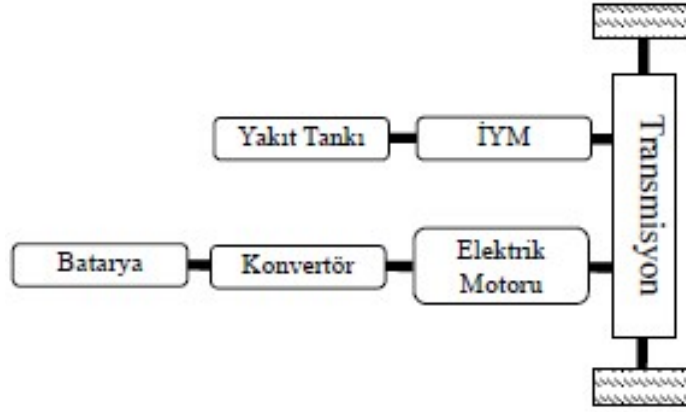 Yakıt Tankı
İYM
Transmisyon
Batarya
Konvertör
Elektrik
Motoru